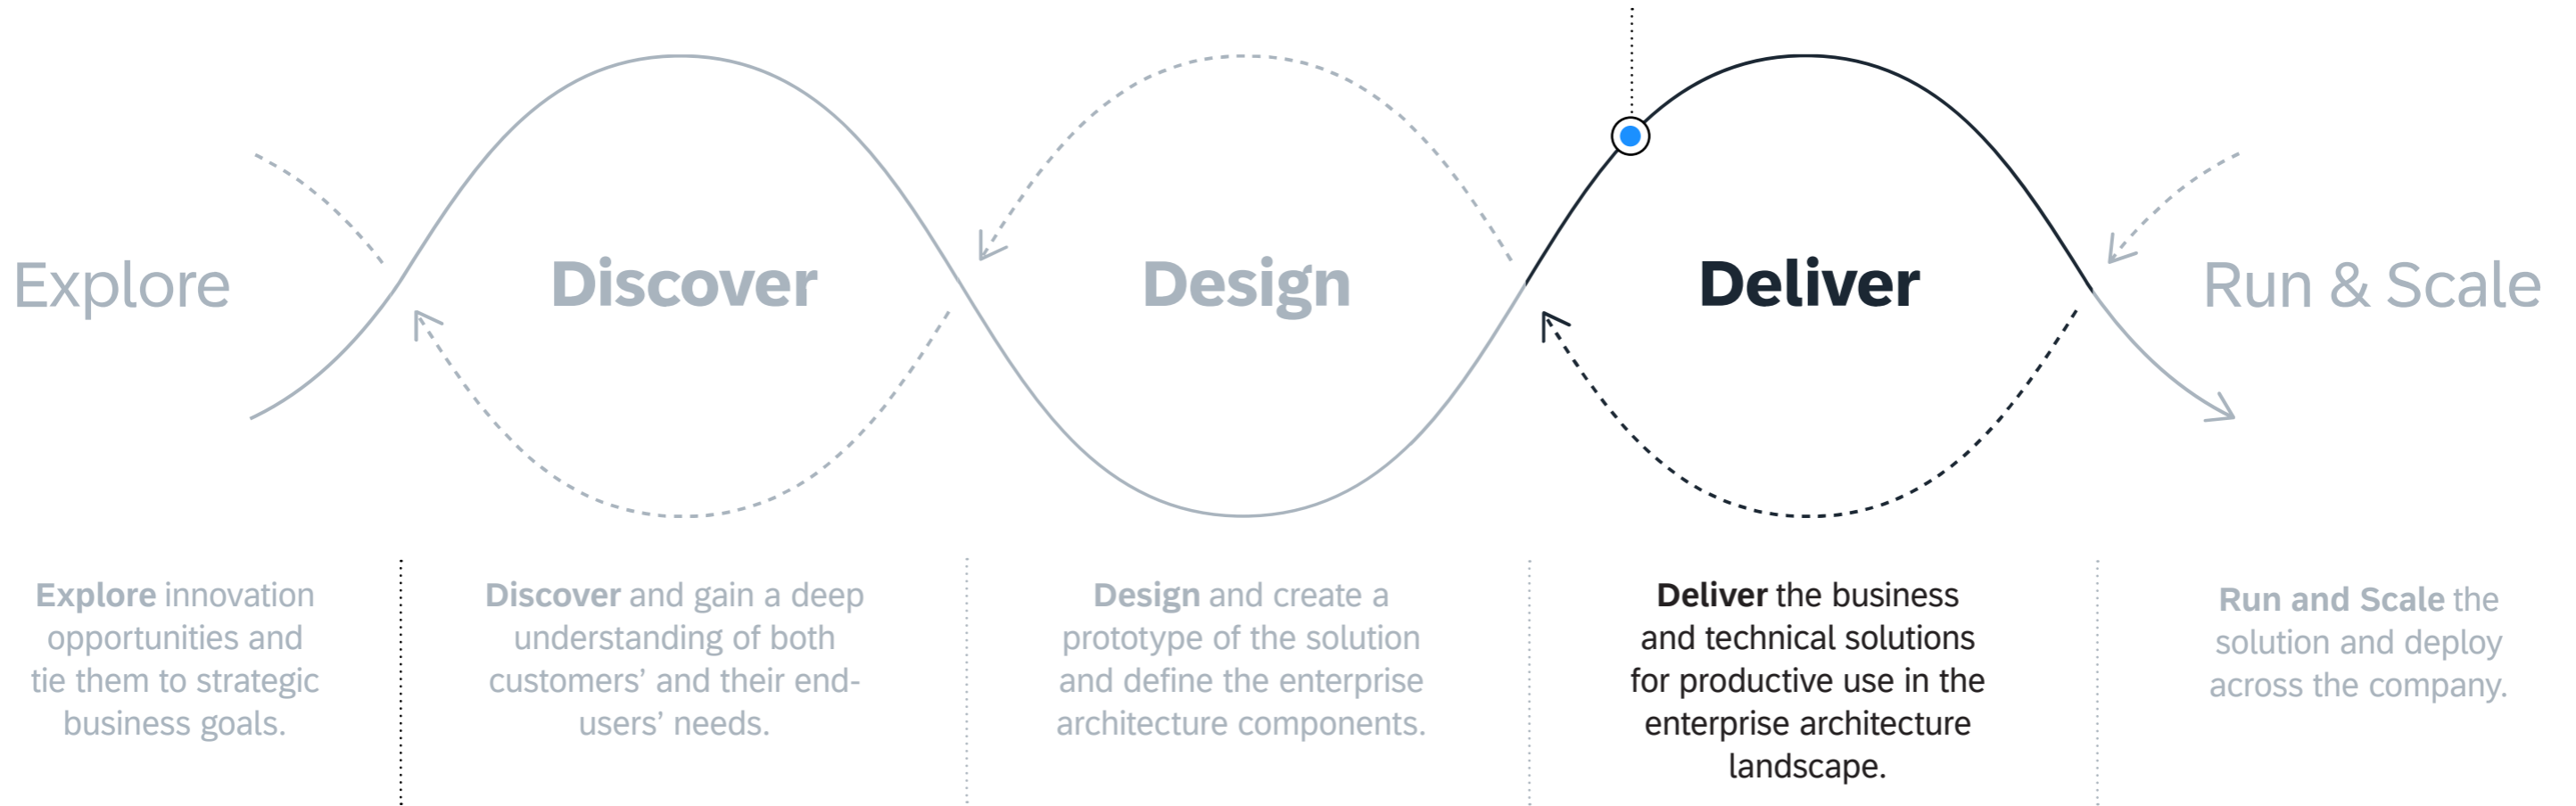 Explore
Discover
Design
Deliver
Run & Scale
Explore innovation
opportunities and
tie them to strategic
business goals.
Discover and gain a deep
understanding of both
customers’ and their end-
users’ needs.
Design and create a
prototype of the solution
and define the enterprise
architecture components.
Deliver the business
and technical solutions
for productive use in the
enterprise architecture
landscape.
Run and Scale the
solution and deploy
across the company.